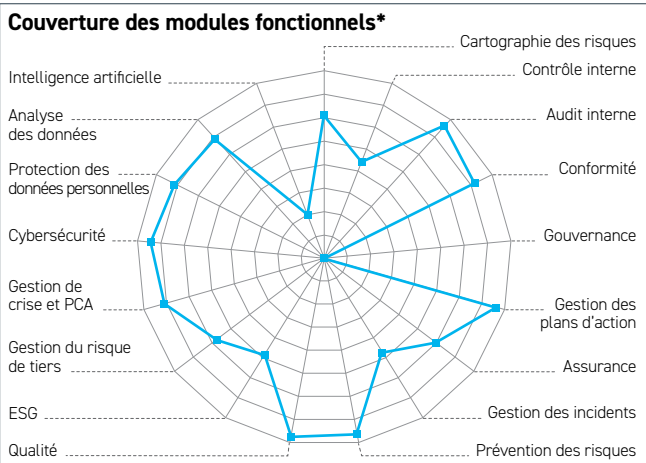 Couverture des modules fonctionnels*
Cartographie des risques
Contrôle interne
Audit interne
Conformité
Gouvernance
Gestion des
plans d'action
Assurance
Gestion des incidents
Prévention des risques
Qualité
ESG
Gestion du risque
de tiers
Gestion de
crise et PCA
Cybersécurité
Protection des
données personnelles
Analyse
des données
Intelligence artificielle